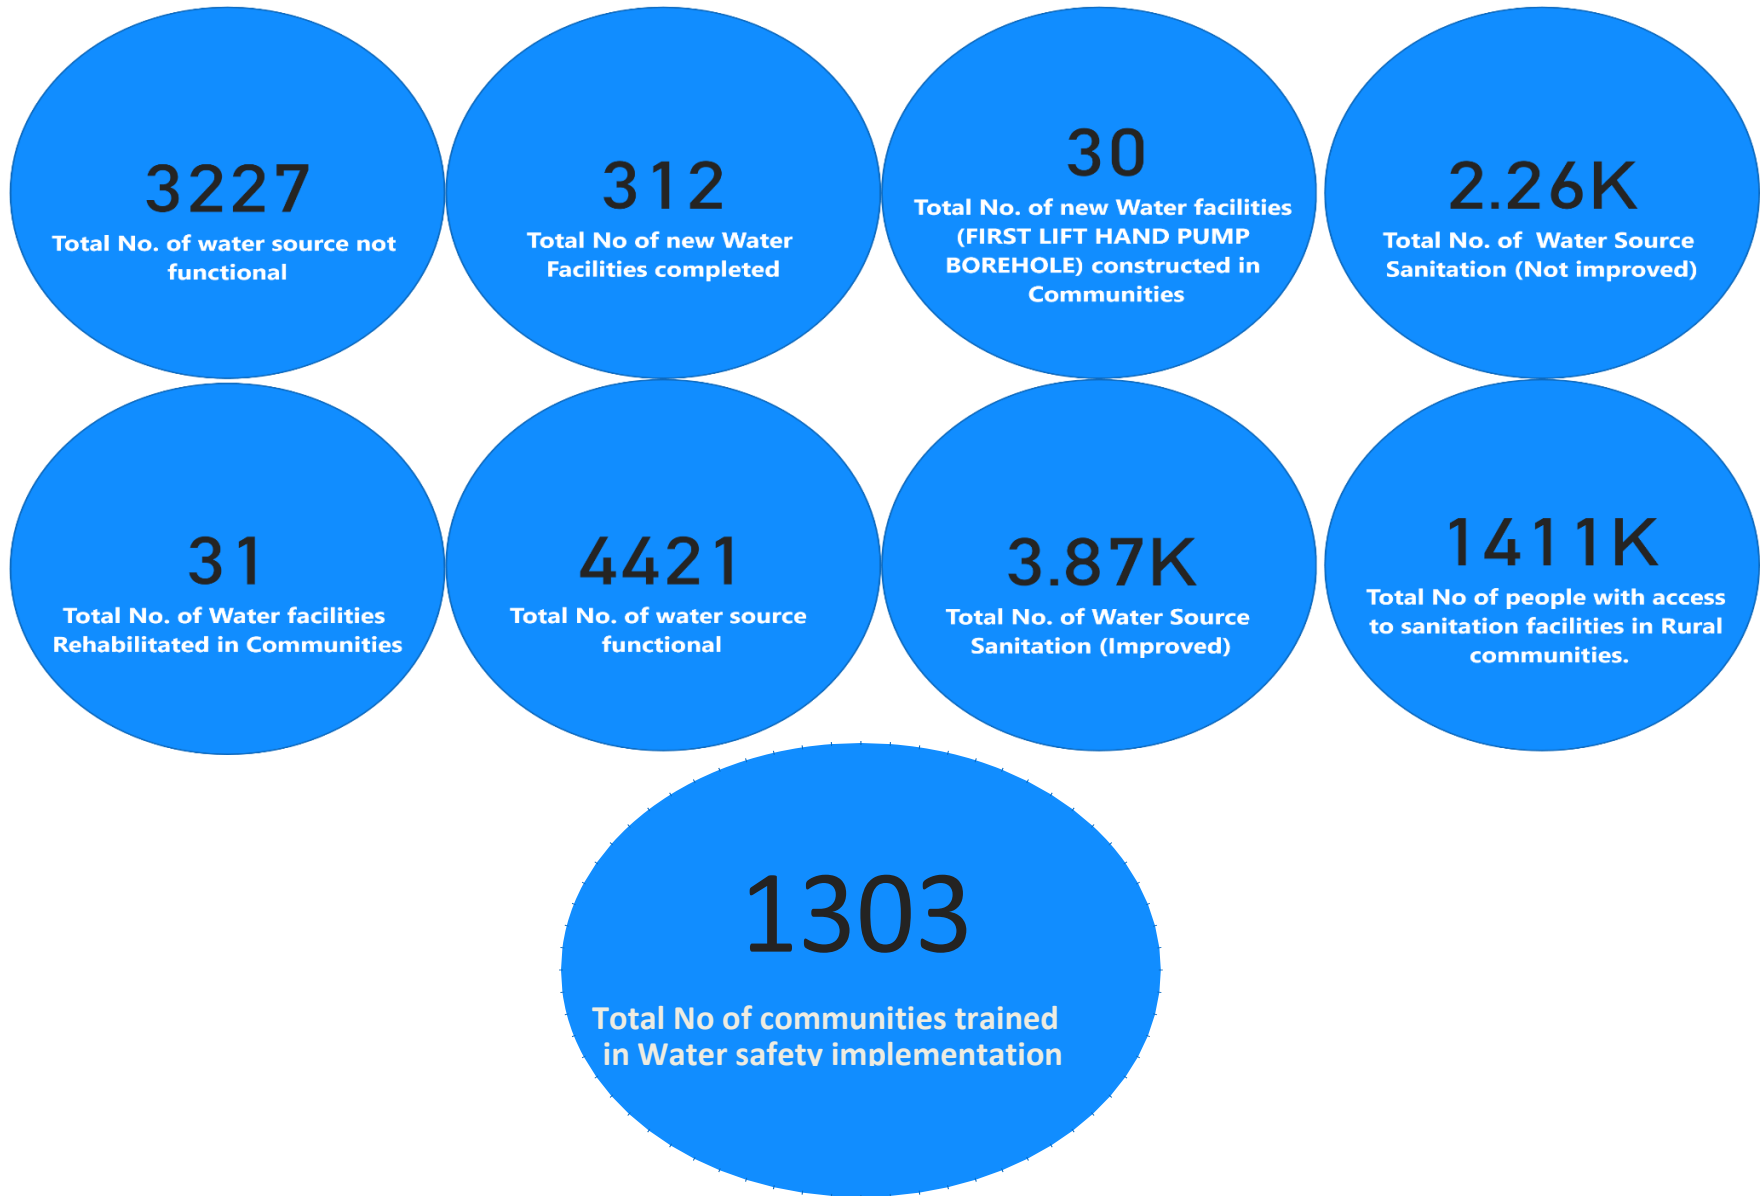 3227
Total No. of water source not
functional
312
Total No of new Water
Facilities completed
30
Total No. of new Water facilities
(FIRST LIFT HAND PUMP
BOREHOLE) constructed in
Communities
2.26K
Total No. of Water Source
Sanitation (Not improved)
31
Total No. of Water facilities
Rehabilitated in Communities
4421
Total No. of water source
functional
3.87K
Total No. of Water Source
Sanitation (Improved)
1411K
Total No of people with access
to sanitation facilities in Rural
communities.
1303
Total No of communities trained
in Water safety implementation